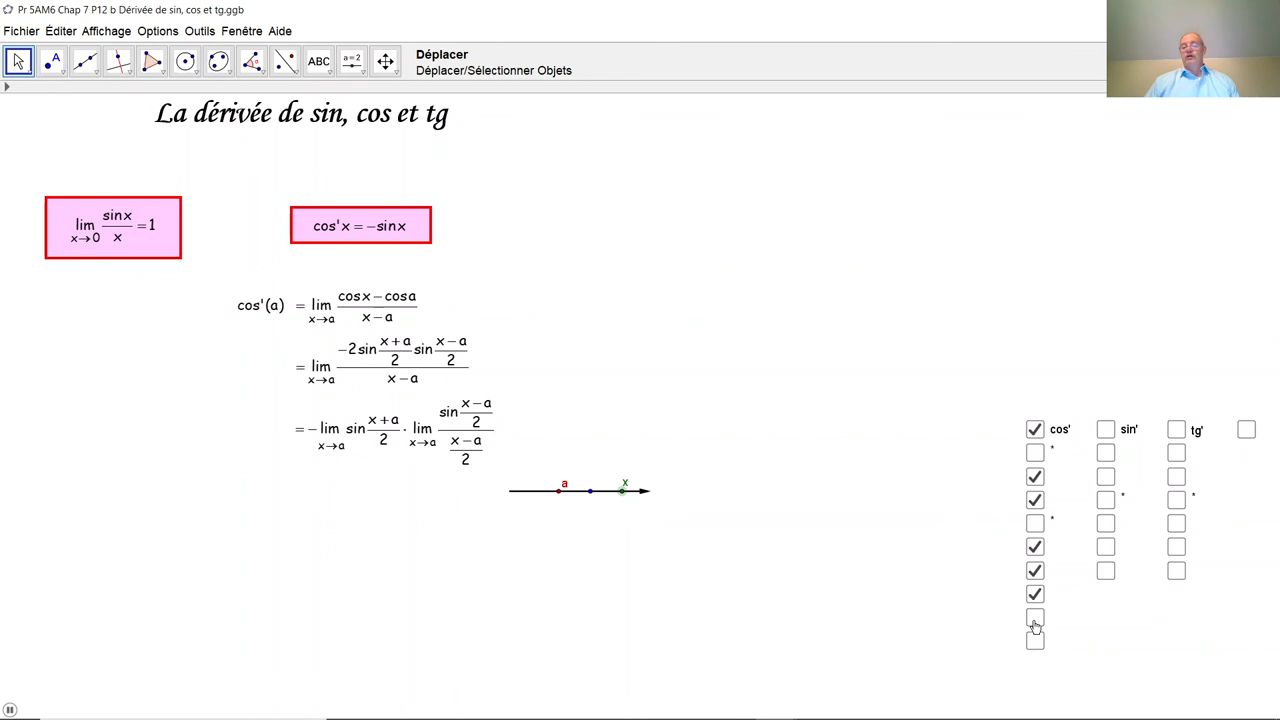 Pr 5AM6 Chap 7 P12 b Dérivée de sin, cos et tg.ggb
Fichier Éditer Affichage Options Outils Fenêtre Aide
A ABC a=2 Déplacer
Déplacer/Sélectionner Objets
La dérivée de sin, cos et tg
lim x→0 sinx/x = 1
cos'x = −sinx
cos'(a) = lim x→a (cosx − cosa)/(x − a)
= lim x→a (−2 sin (x + a)/2 sin (x − a)/2)/(x − a)
= − lim x→a sin (x + a)/2 · lim x→a (sin (x − a)/2)/((x − a)/2)
a x
cos' sin' tg'
*
* *
*